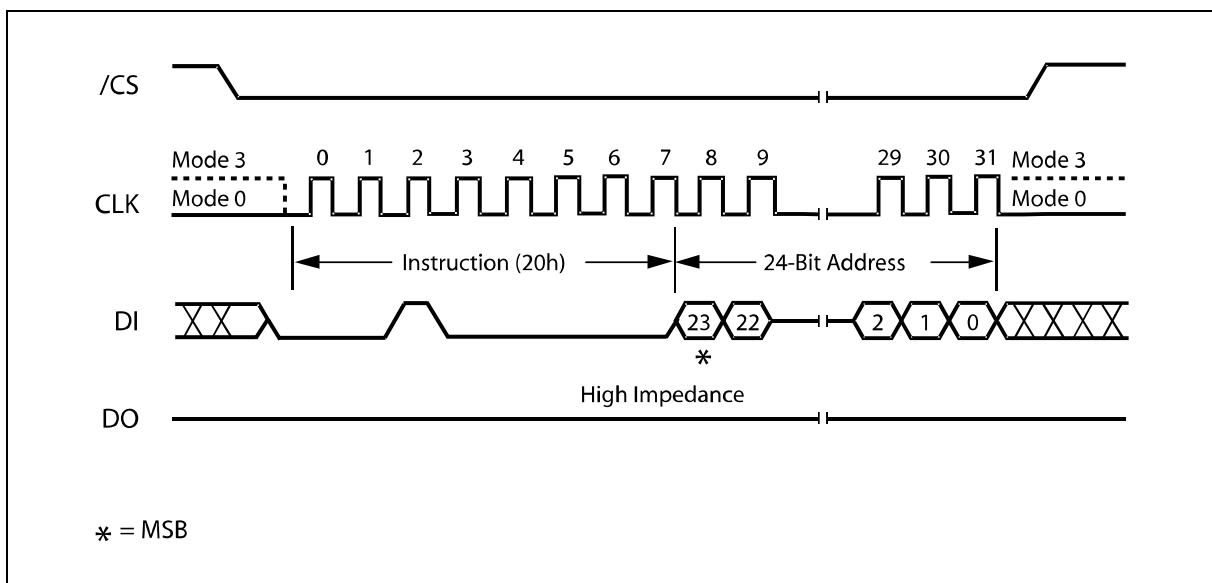 /CS
Mode 3 0 1 2 3 4 5 6 7 8 9 29 30 31 Mode 3
CLK Mode 0 Mode 0
Instruction (20h) 24-Bit Address
DI 23 22 2 1 0
*
High Impedance
DO
* = MSB